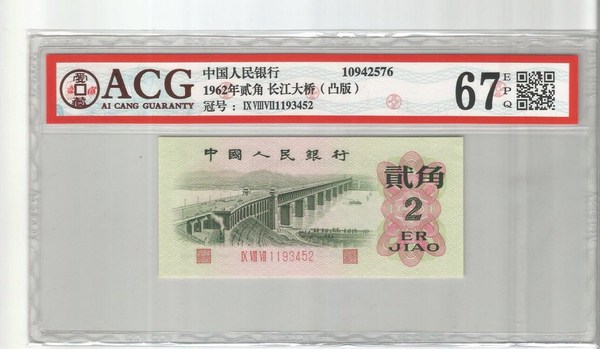 ACG
AI CANG GUARANTY
中国人民银行 10942576
1962年贰角 长江大桥（凸版）
冠号：IX VIII VII 1193452
67 EPQ
中國人民銀行
貳角
2
ER
JIAO
IX VIII VII 1193452